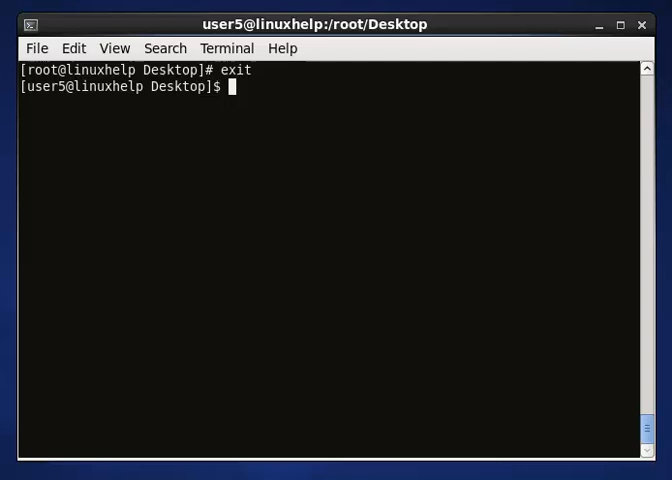 user5@linuxhelp:/root/Desktop
File Edit View Search Terminal Help
[root@linuxhelp Desktop]# exit
[user5@linuxhelp Desktop]$